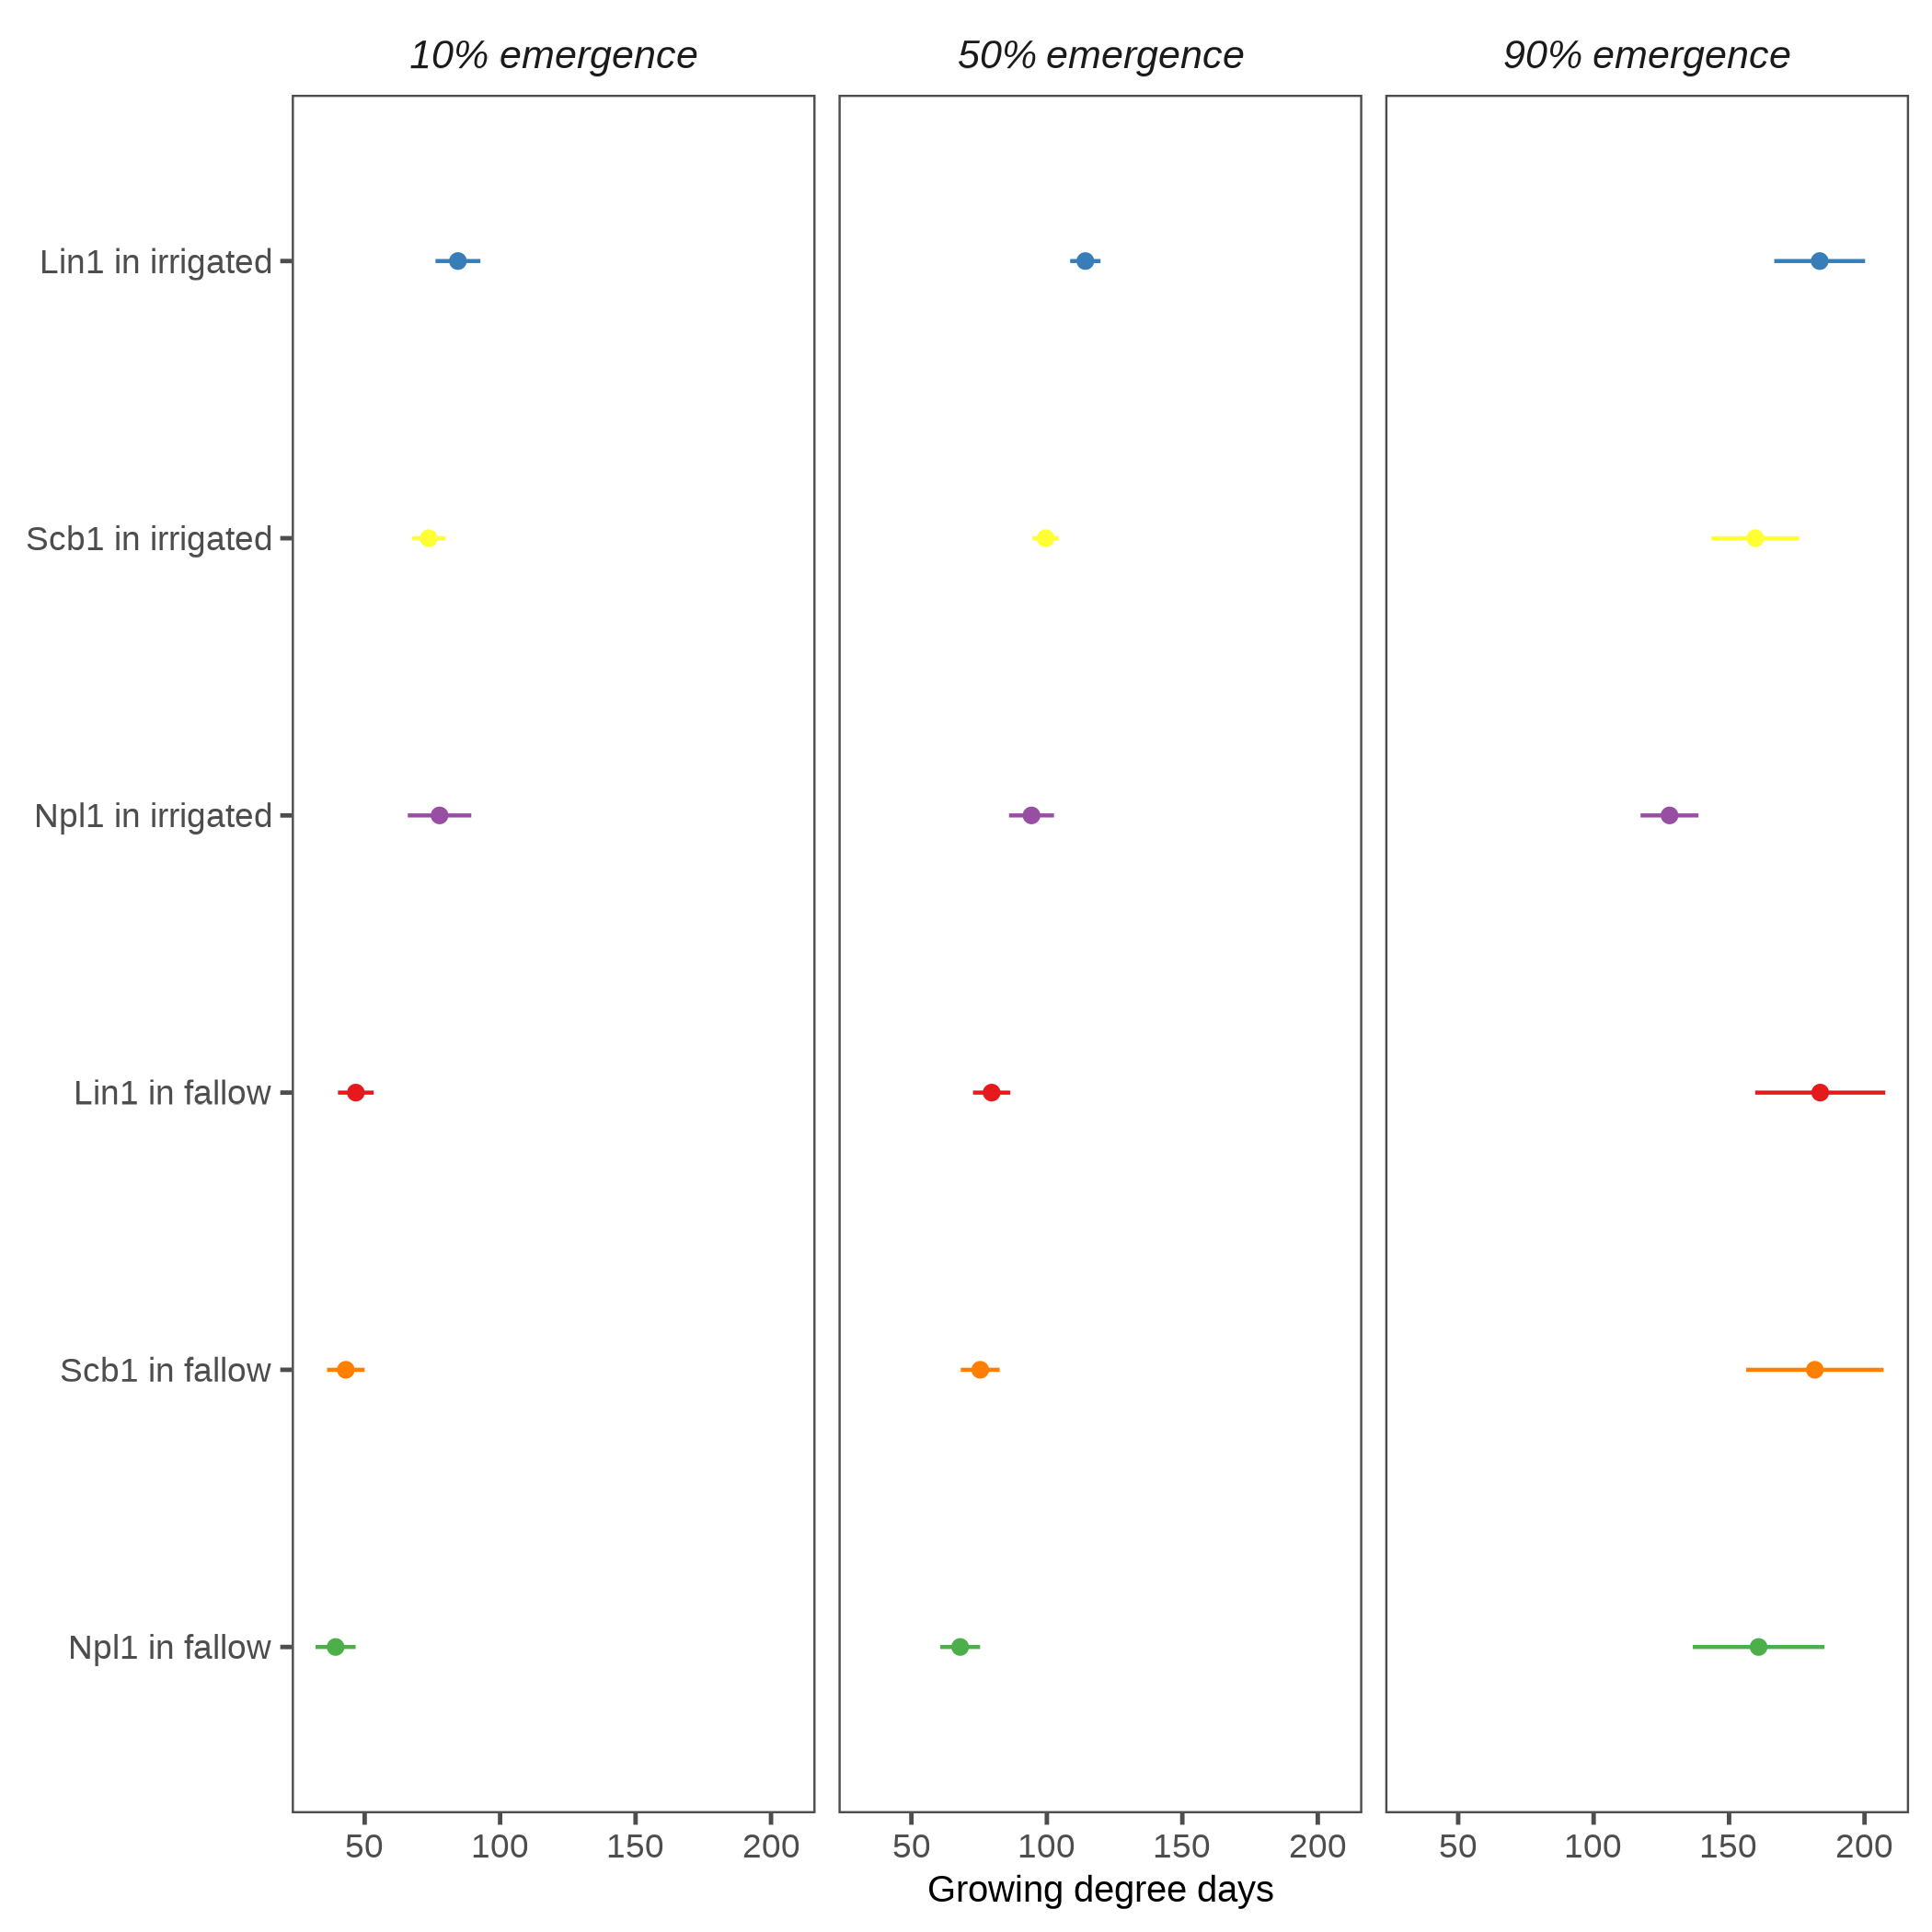 10% emergence 50% emergence 90% emergence
Lin1 in irrigated
Scb1 in irrigated
Npl1 in irrigated
Lin1 in fallow
Scb1 in fallow
Npl1 in fallow
50 100 150 200 50 100 150 200 50 100 150 200
Growing degree days